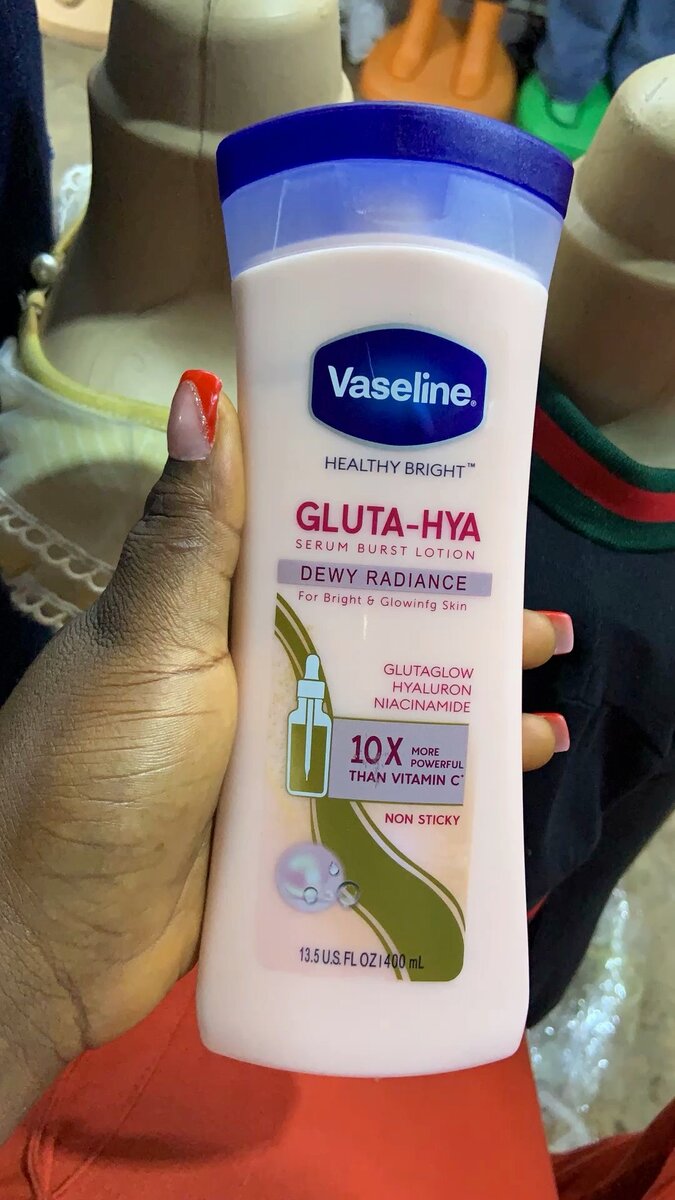 Vaseline®
HEALTHY BRIGHT™
GLUTA-HYA
SERUM BURST LOTION
DEWY RADIANCE
For Bright & Glowinfg Skin
GLUTAGLOW
HYALURON
NIACINAMIDE
10X MORE
POWERFUL
THAN VITAMIN C*
NON STICKY
13.5 U.S. FL OZ I 400 mL